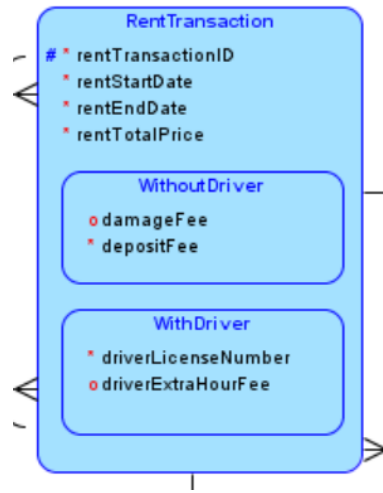 RentTransaction
# * rentTransactionID
* rentStartDate
* rentEndDate
* rentTotalPrice
WithoutDriver
o damageFee
* depositFee
WithDriver
* driverLicenseNumber
o driverExtraHourFee